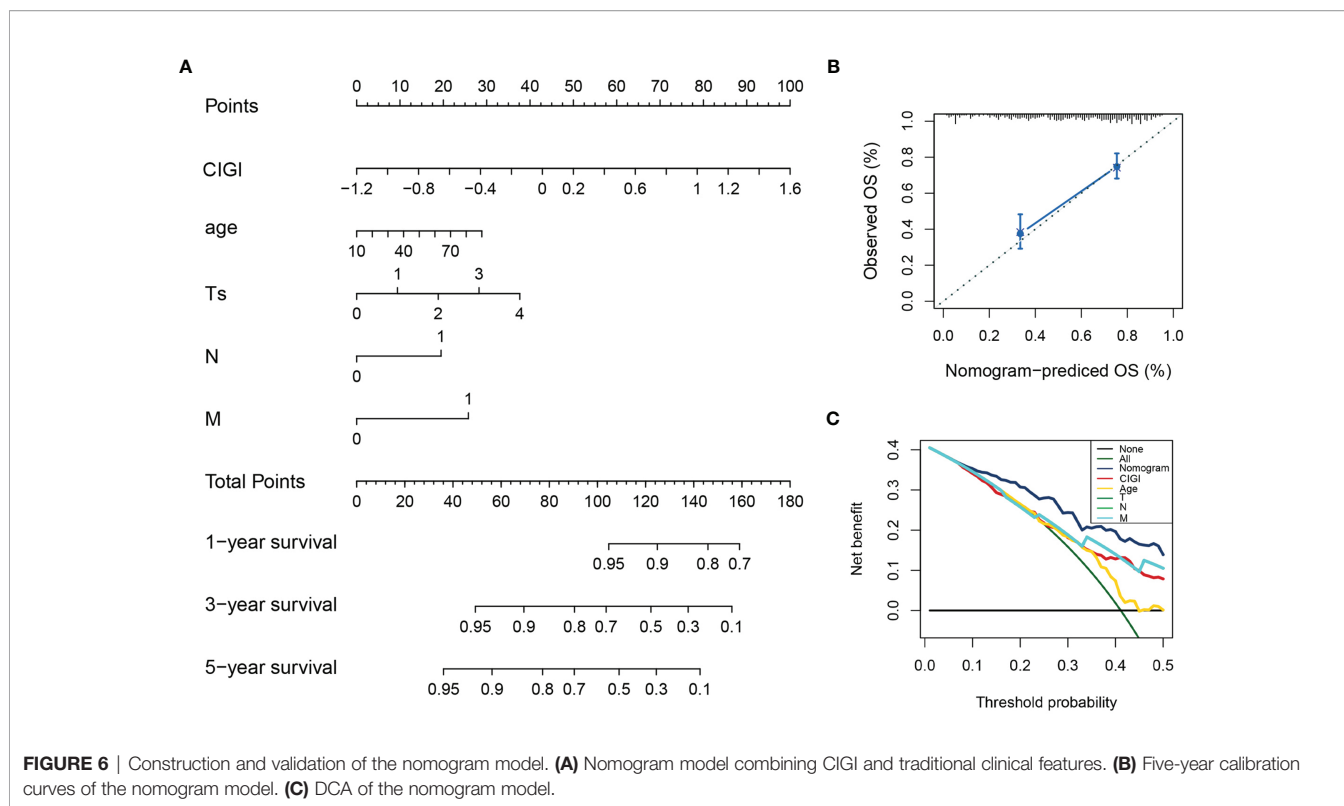 A
Points
0 10 20 30 40 50 60 70 80 90 100
CIGI
−1.2 −0.8 −0.4 0 0.2 0.6 1 1.2 1.6
age
10 40 70
Ts
1 3
0 2 4
N
1
0
M
1
0
Total Points
0 20 40 60 80 100 120 140 160 180
1−year survival
0.95 0.9 0.8 0.7
3−year survival
0.95 0.9 0.8 0.7 0.5 0.3 0.1
5−year survival
0.95 0.9 0.8 0.7 0.5 0.3 0.1
B
Observed OS (%)
1.0
0.8
0.6
0.4
0.2
0.0
0.0 0.2 0.4 0.6 0.8 1.0
Nomogram−prediced OS (%)
C
Net benefit
0.4
0.3
0.2
0.1
0.0
None
All
Nomogram
CIGI
Age
T
N
M
0.0 0.1 0.2 0.3 0.4 0.5
Threshold probability
FIGURE 6 | Construction and validation of the nomogram model. (A) Nomogram model combining CIGI and traditional clinical features. (B) Five-year calibration
curves of the nomogram model. (C) DCA of the nomogram model.